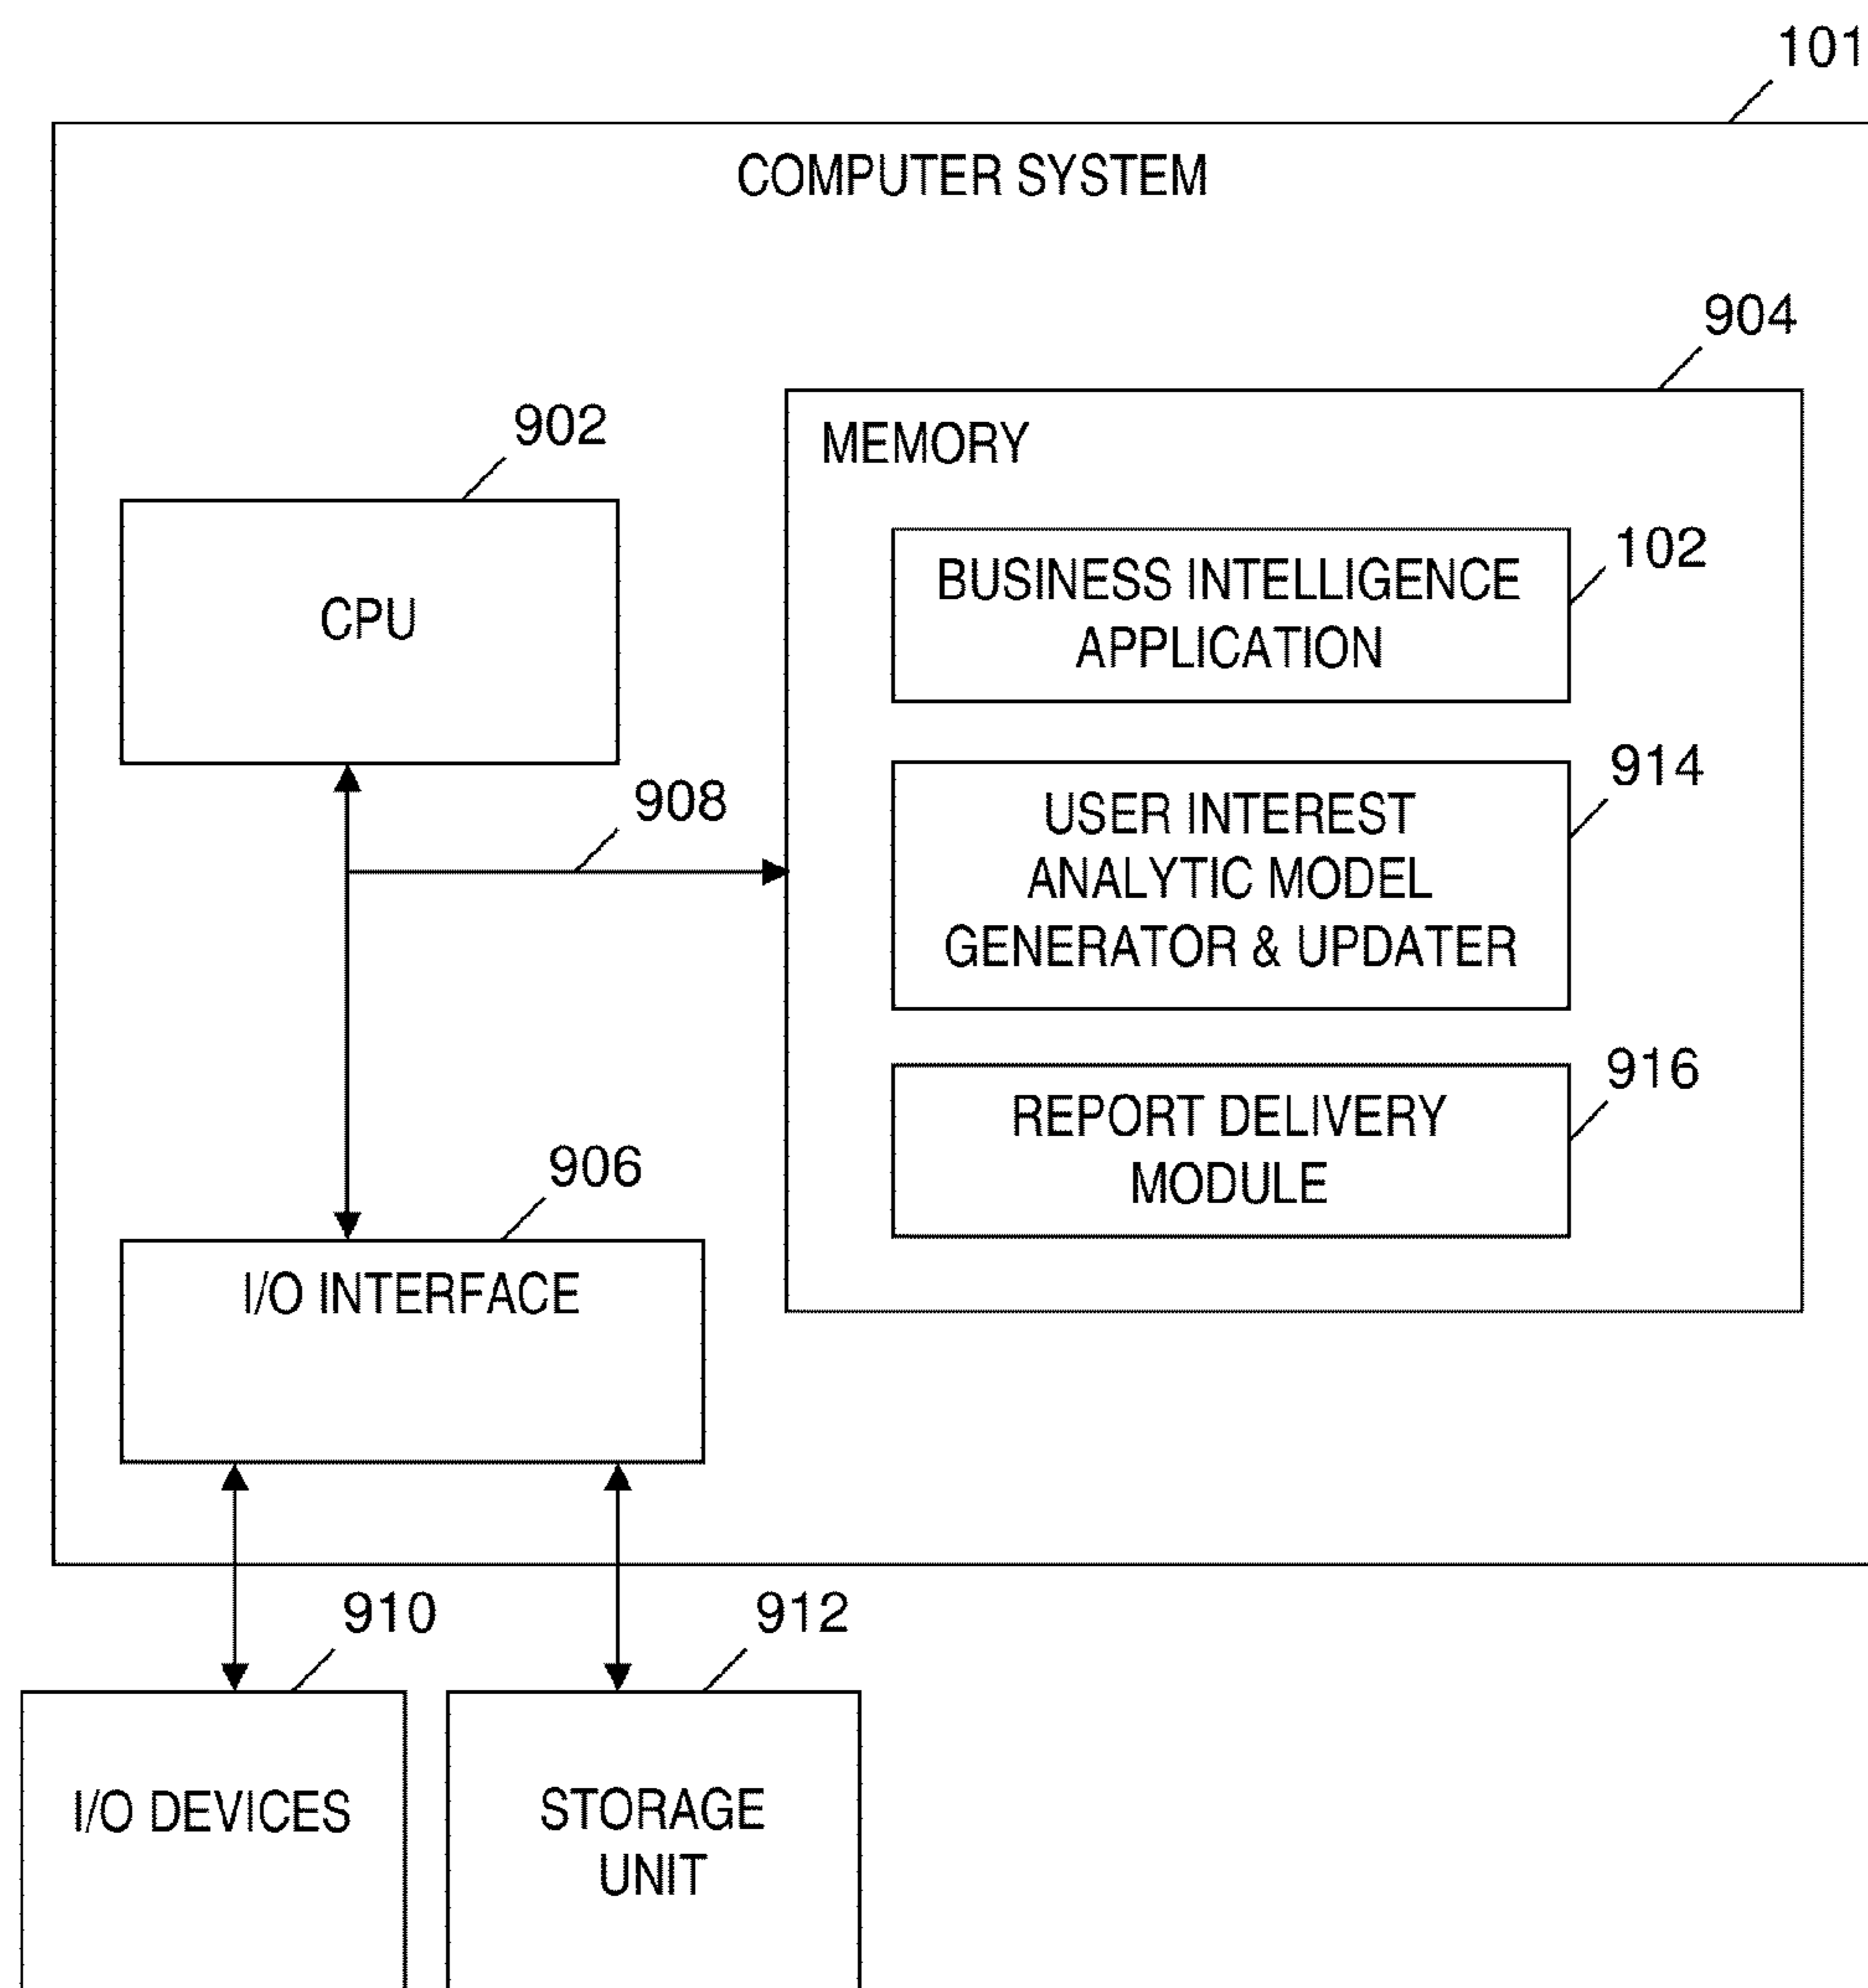 101
COMPUTER SYSTEM
904
902
MEMORY
CPU
102
BUSINESS INTELLIGENCE
APPLICATION
908
914
USER INTEREST
ANALYTIC MODEL
GENERATOR & UPDATER
916
REPORT DELIVERY
MODULE
906
I/O INTERFACE
910
912
I/O DEVICES
STORAGE
UNIT